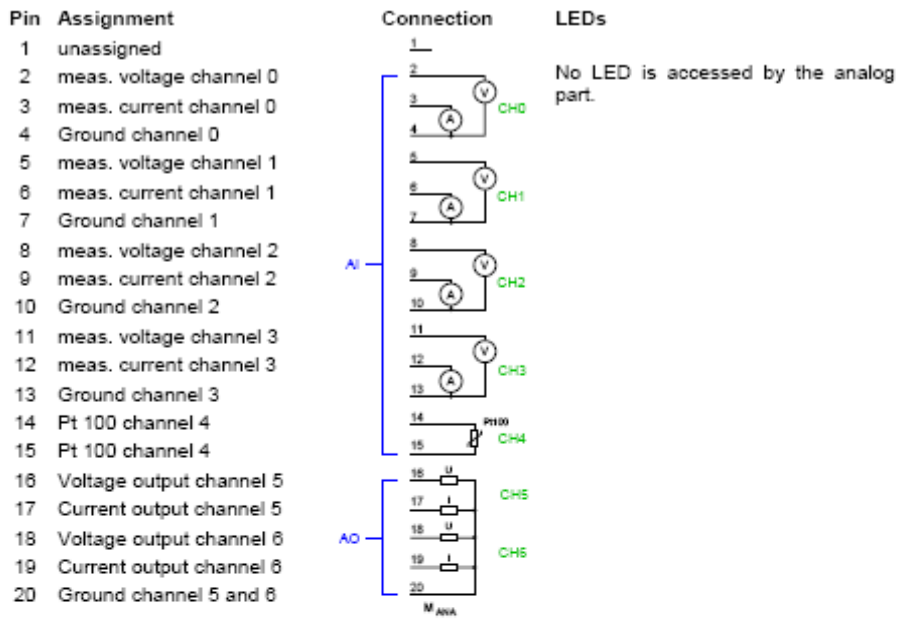 Pin Assignment Connection LEDs
1 unassigned
2 meas. voltage channel 0
3 meas. current channel 0
4 Ground channel 0
5 meas. voltage channel 1
6 meas. current channel 1
7 Ground channel 1
8 meas. voltage channel 2
9 meas. current channel 2
10 Ground channel 2
11 meas. voltage channel 3
12 meas. current channel 3
13 Ground channel 3
14 Pt 100 channel 4
15 Pt 100 channel 4
16 Voltage output channel 5
17 Current output channel 5
18 Voltage output channel 6
19 Current output channel 6
20 Ground channel 5 and 6
1
2
V
3
CH0
A
4
5
V
6
CH1
A
7
8
V
AI
9
CH2
A
10
11
V
12
CH3
A
13
14
Pt100
CH4
15
16 U
CH5
17 I
18 U
AO
CH6
19 I
20
M ANA
No LED is accessed by the analog
part.